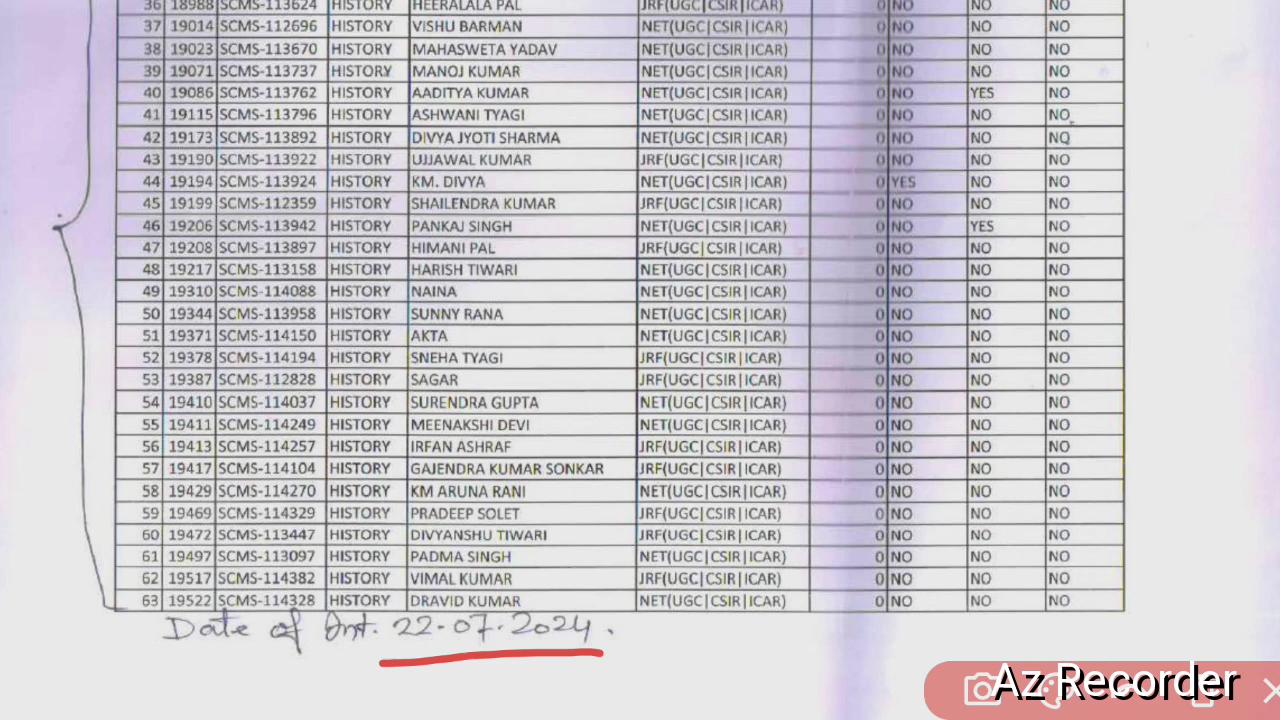 36 18988 SCMS-113624 HISTORY HEERALALA PAL JRF(UGC|CSIR|ICAR) 0 NO NO NO
37 19014 SCMS-112696 HISTORY VISHU BARMAN NET(UGC|CSIR|ICAR) 0 NO NO NO
38 19023 SCMS-113670 HISTORY MAHASWETA YADAV NET(UGC|CSIR|ICAR) 0 NO NO NO
39 19071 SCMS-113737 HISTORY MANOJ KUMAR NET(UGC|CSIR|ICAR) 0 NO NO NO
40 19086 SCMS-113762 HISTORY AADITYA KUMAR NET(UGC|CSIR|ICAR) 0 NO YES NO
41 19115 SCMS-113796 HISTORY ASHWANI TYAGI NET(UGC|CSIR|ICAR) 0 NO NO NO
42 19173 SCMS-113892 HISTORY DIVYA JYOTI SHARMA NET(UGC|CSIR|ICAR) 0 NO NO NO
43 19190 SCMS-113922 HISTORY UJJAWAL KUMAR JRF(UGC|CSIR|ICAR) 0 NO NO NO
44 19194 SCMS-113924 HISTORY KM. DIVYA NET(UGC|CSIR|ICAR) 0 YES NO NO
45 19199 SCMS-112359 HISTORY SHAILENDRA KUMAR JRF(UGC|CSIR|ICAR) 0 NO NO NO
46 19206 SCMS-113942 HISTORY PANKAJ SINGH NET(UGC|CSIR|ICAR) 0 NO YES NO
47 19208 SCMS-113897 HISTORY HIMANI PAL JRF(UGC|CSIR|ICAR) 0 NO NO NO
48 19217 SCMS-113158 HISTORY HARISH TIWARI NET(UGC|CSIR|ICAR) 0 NO NO NO
49 19310 SCMS-114088 HISTORY NAINA NET(UGC|CSIR|ICAR) 0 NO NO NO
50 19344 SCMS-113958 HISTORY SUNNY RANA NET(UGC|CSIR|ICAR) 0 NO NO NO
51 19371 SCMS-114150 HISTORY AKTA NET(UGC|CSIR|ICAR) 0 NO NO NO
52 19378 SCMS-114194 HISTORY SNEHA TYAGI JRF(UGC|CSIR|ICAR) 0 NO NO NO
53 19387 SCMS-112828 HISTORY SAGAR JRF(UGC|CSIR|ICAR) 0 NO NO NO
54 19410 SCMS-114037 HISTORY SURENDRA GUPTA NET(UGC|CSIR|ICAR) 0 NO NO NO
55 19411 SCMS-114249 HISTORY MEENAKSHI DEVI NET(UGC|CSIR|ICAR) 0 NO NO NO
56 19413 SCMS-114257 HISTORY IRFAN ASHRAF JRF(UGC|CSIR|ICAR) 0 NO NO NO
57 19417 SCMS-114104 HISTORY GAJENDRA KUMAR SONKAR JRF(UGC|CSIR|ICAR) 0 NO NO NO
58 19429 SCMS-114270 HISTORY KM ARUNA RANI NET(UGC|CSIR|ICAR) 0 NO NO NO
59 19469 SCMS-114329 HISTORY PRADEEP SOLET JRF(UGC|CSIR|ICAR) 0 NO NO NO
60 19472 SCMS-113447 HISTORY DIVYANSHU TIWARI JRF(UGC|CSIR|ICAR) 0 NO NO NO
61 19497 SCMS-113097 HISTORY PADMA SINGH NET(UGC|CSIR|ICAR) 0 NO NO NO
62 19517 SCMS-114382 HISTORY VIMAL KUMAR JRF(UGC|CSIR|ICAR) 0 NO NO NO
63 19522 SCMS-114328 HISTORY DRAVID KUMAR NET(UGC|CSIR|ICAR) 0 NO NO NO
Date of Int. 22.07.2024.
Az Recorder